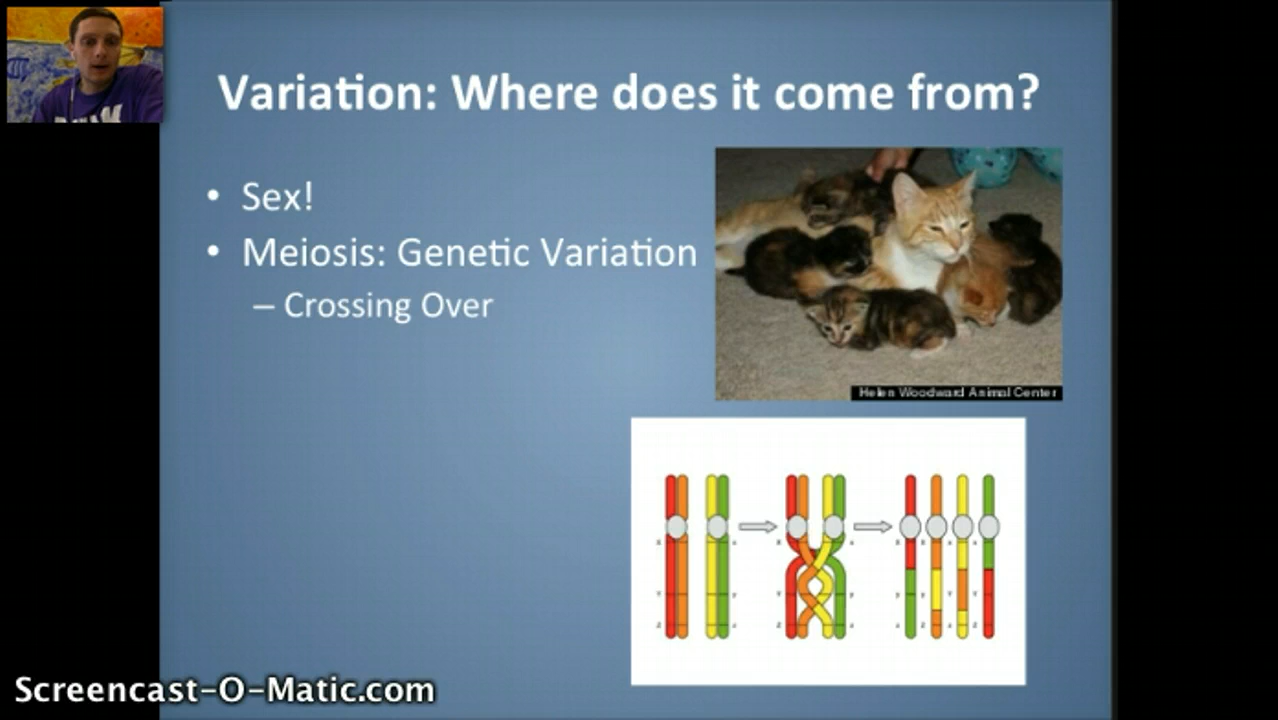 Variation: Where does it come from?
• Sex!
• Meiosis: Genetic Variation
– Crossing Over
Helen Woodward Animal Center
Screencast-O-Matic.com